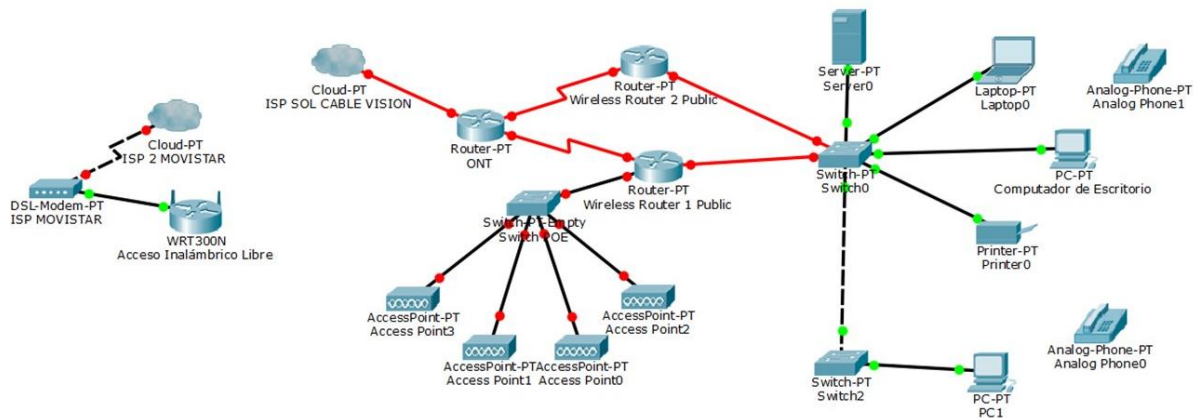 Cloud-PT
ISP 2 MOVISTAR
DSL-Modem-PT
ISP MOVISTAR
WRT300N
Acceso Inalámbrico Libre
Cloud-PT
ISP SOL CABLE VISION
Router-PT
ONT
Router-PT
Wireless Router 2 Public
Router-PT
Wireless Router 1 Public
Switch-PT-Empty
Switch POE
AccessPoint-PT
Access Point3
AccessPoint-PT
Access Point1
AccessPoint-PT
Access Point0
AccessPoint-PT
Access Point2
Server-PT
Server0
Switch-PT
Switch0
Laptop-PT
Laptop0
Analog-Phone-PT
Analog Phone1
PC-PT
Computador de Escritorio
Printer-PT
Printer0
Analog-Phone-PT
Analog Phone0
Switch-PT
Switch2
PC-PT
PC1